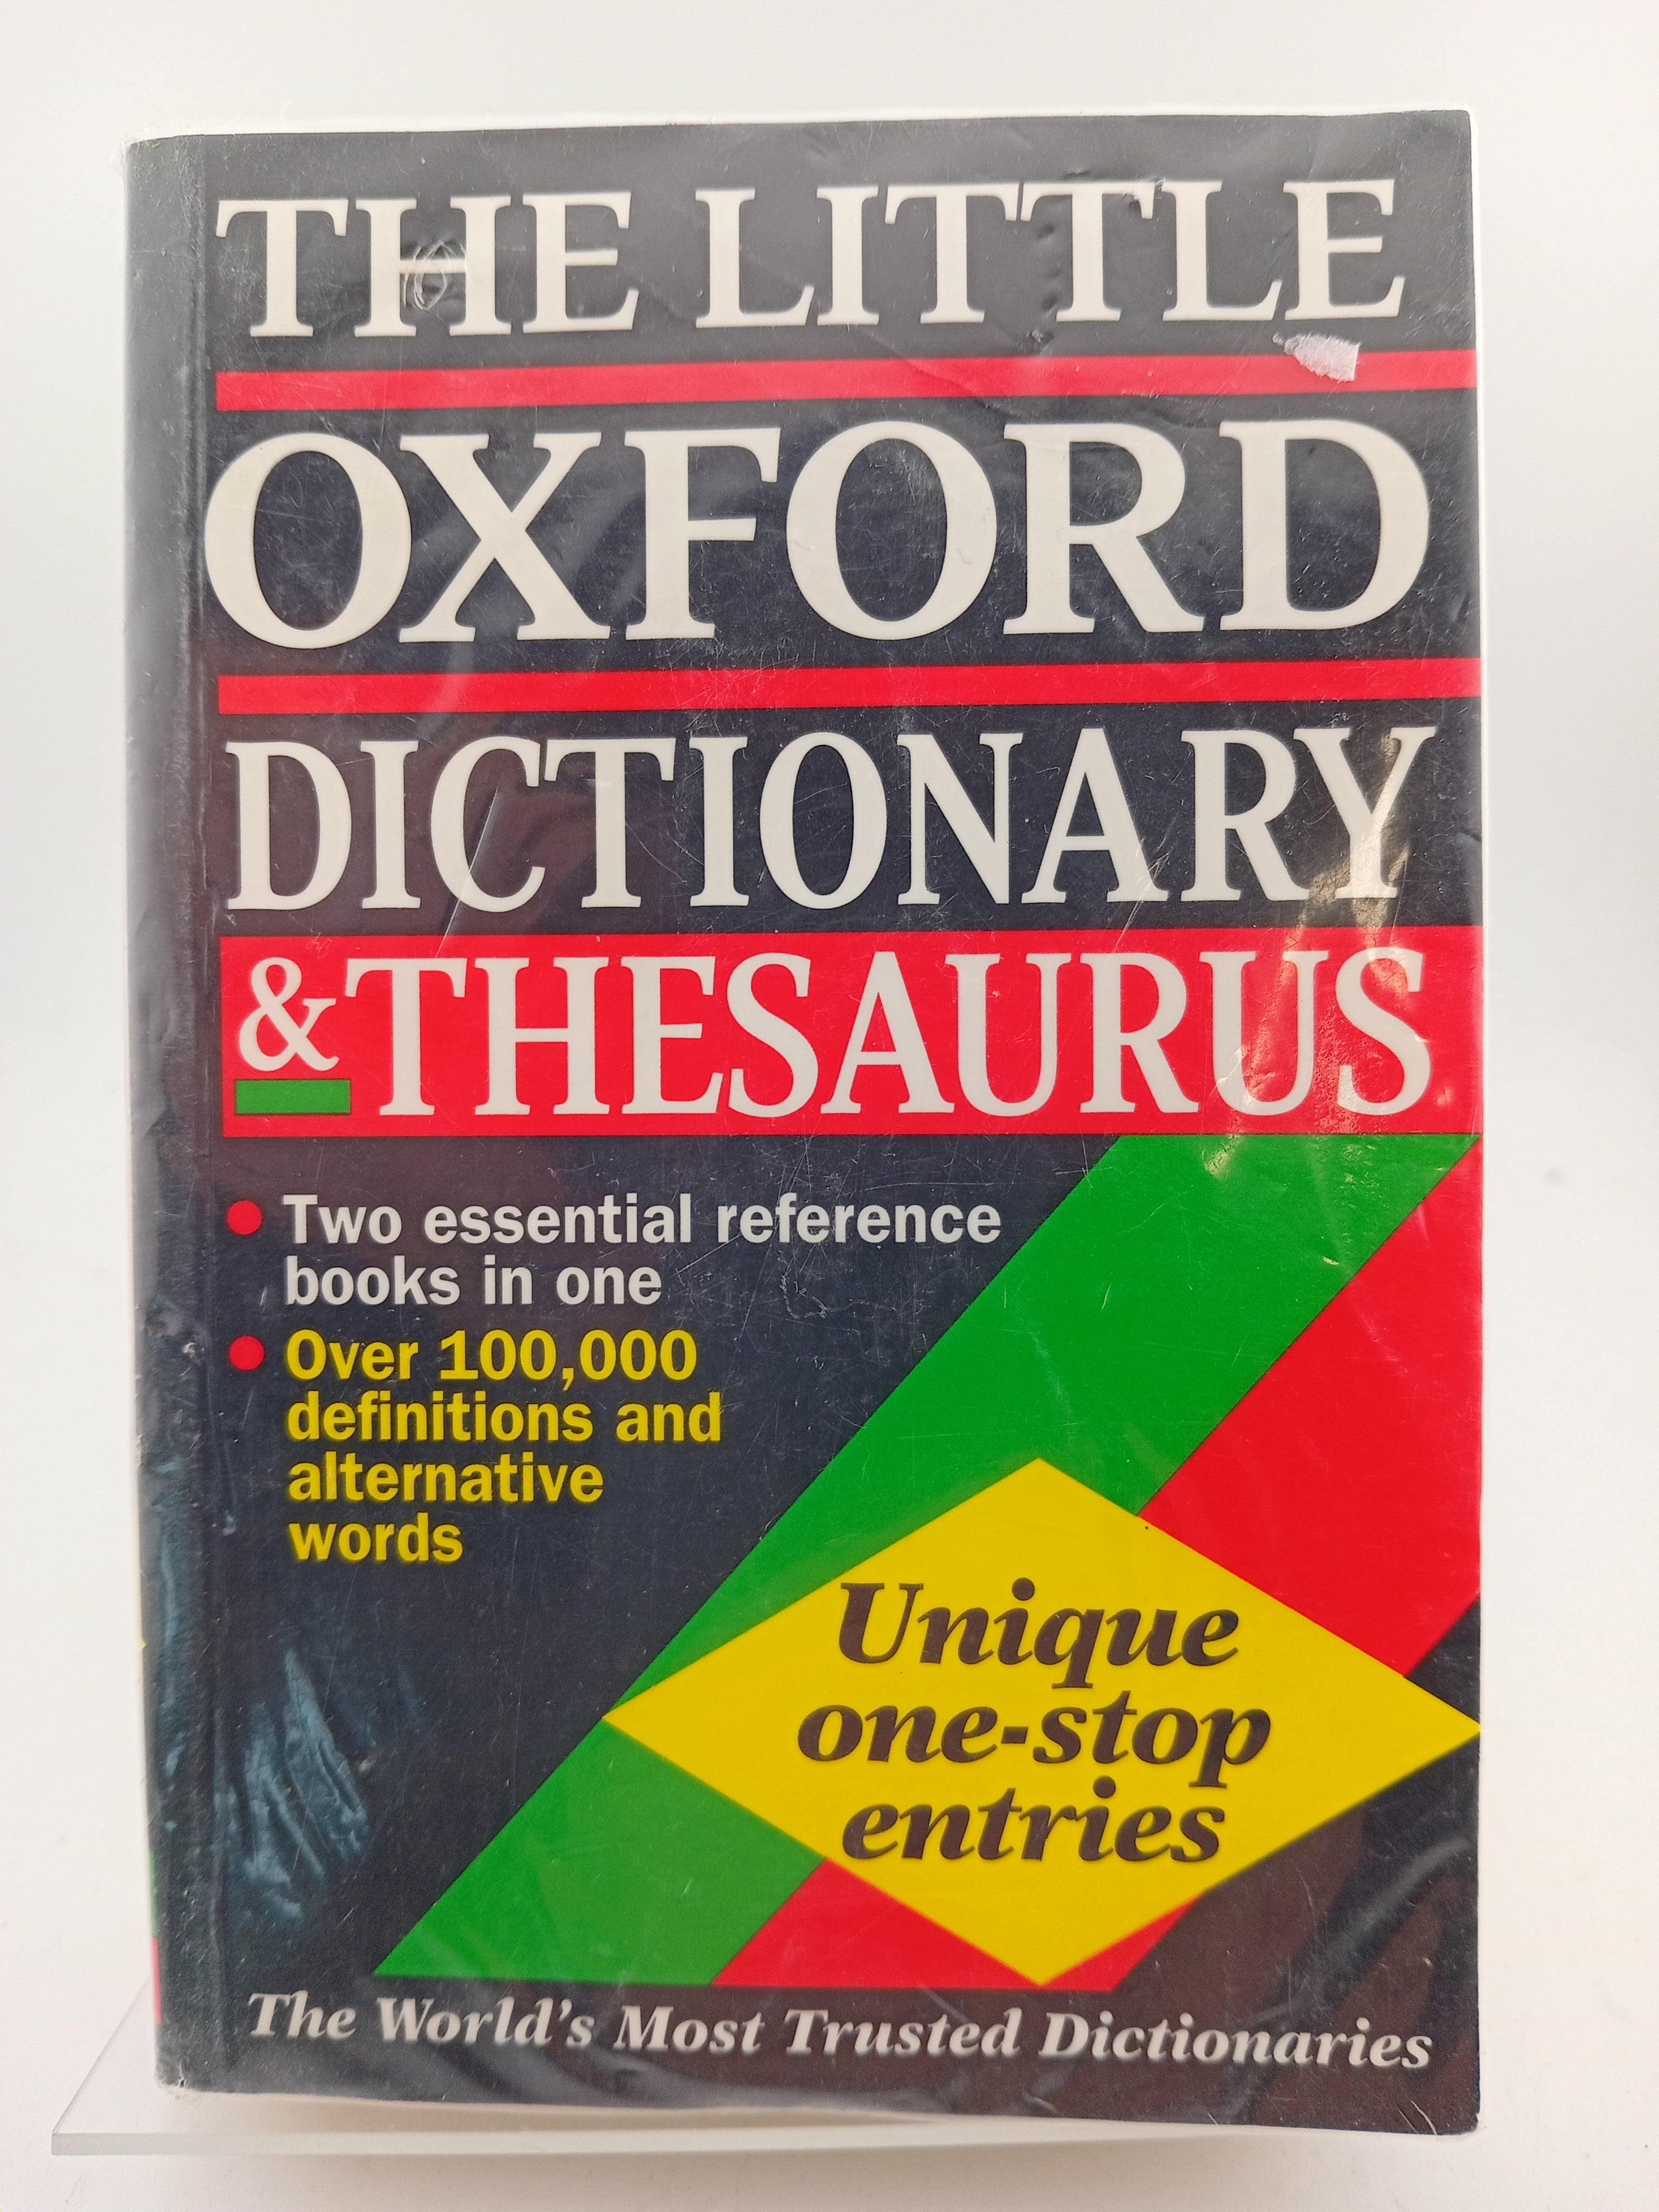 THE LITTLE
OXFORD
DICTIONARY
& THESAURUS
Two essential reference
books in one
Over 100,000
definitions and
alternative
words
Unique
one-stop
entries
The World's Most Trusted Dictionaries